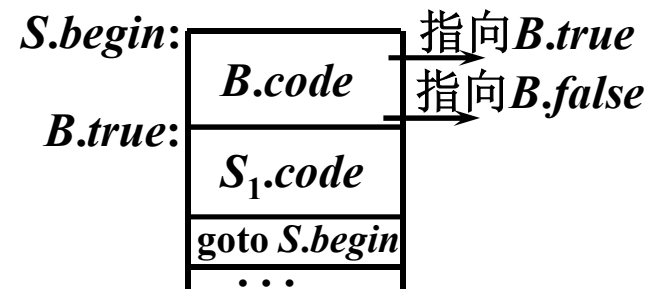 S.begin:
指向B.true
B.code
指向B.false
B.true:
S₁.code
goto S.begin
...